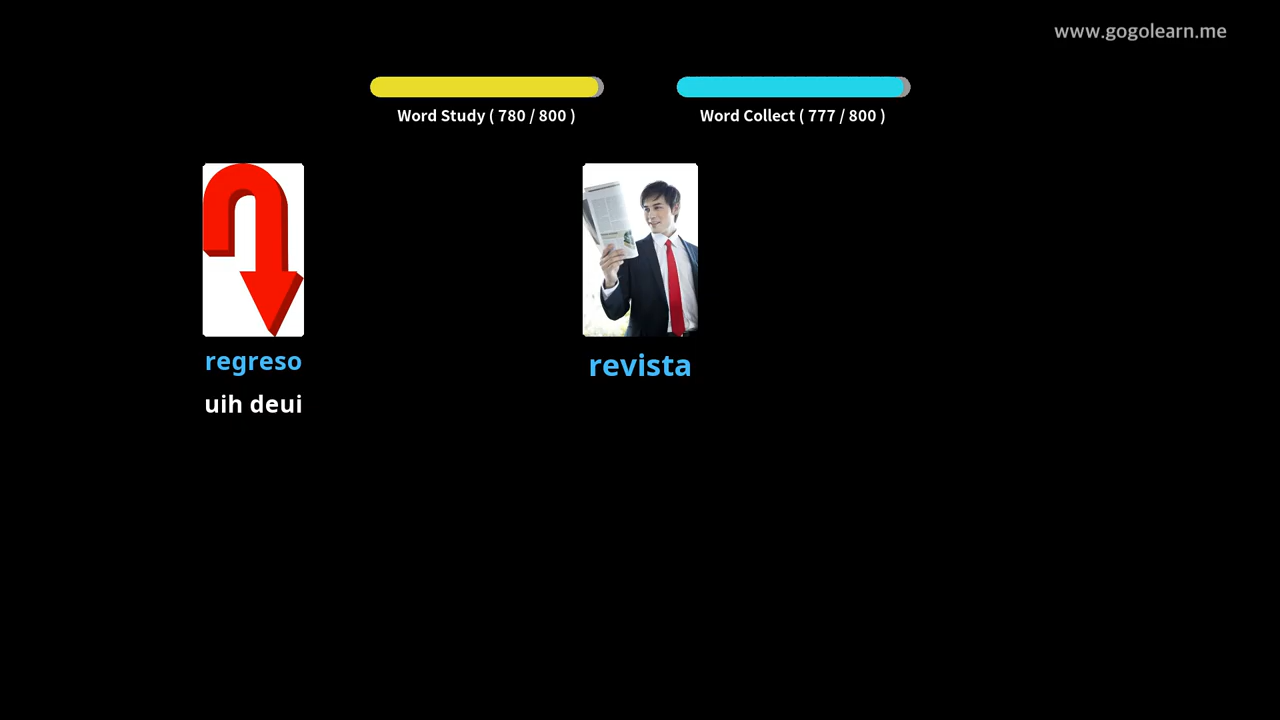 www.gogolearn.me
Word Study ( 780 / 800 )
Word Collect ( 777 / 800 )
regreso
uih deui
revista